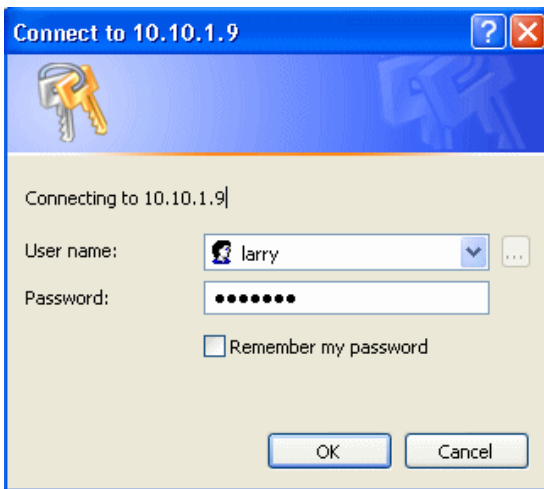 Connect to 10.10.1.9
Connecting to 10.10.1.9
User name:
larry
...
Password:
•••••••
Remember my password
OK
Cancel